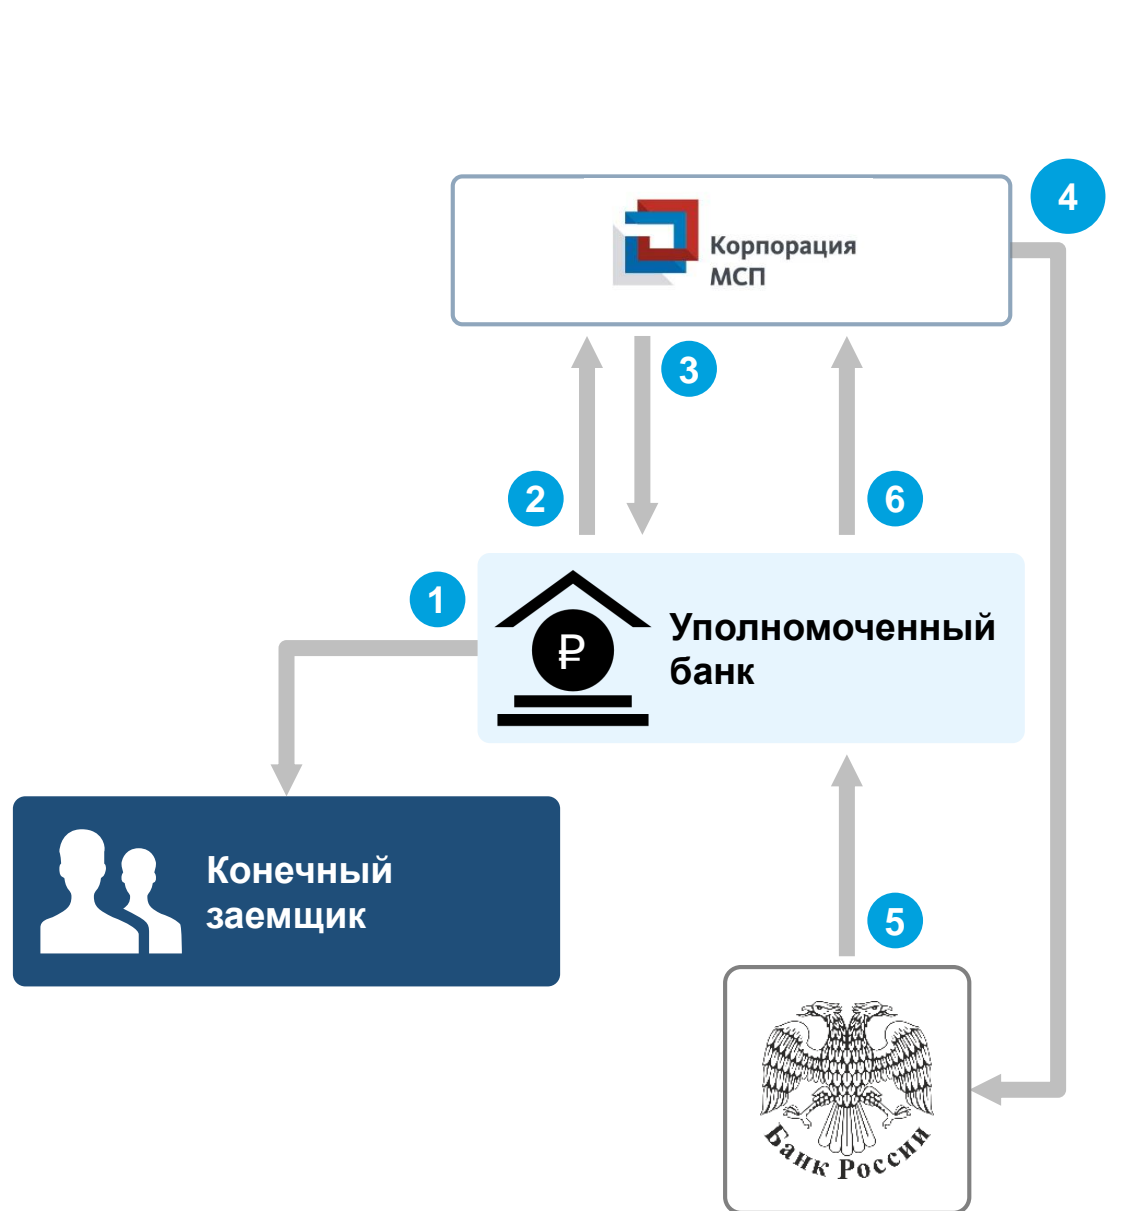 4
Корпорация
МСП
3
2
6
1
Уполномоченный
банк
₽
Конечный
заемщик
5
Банк России